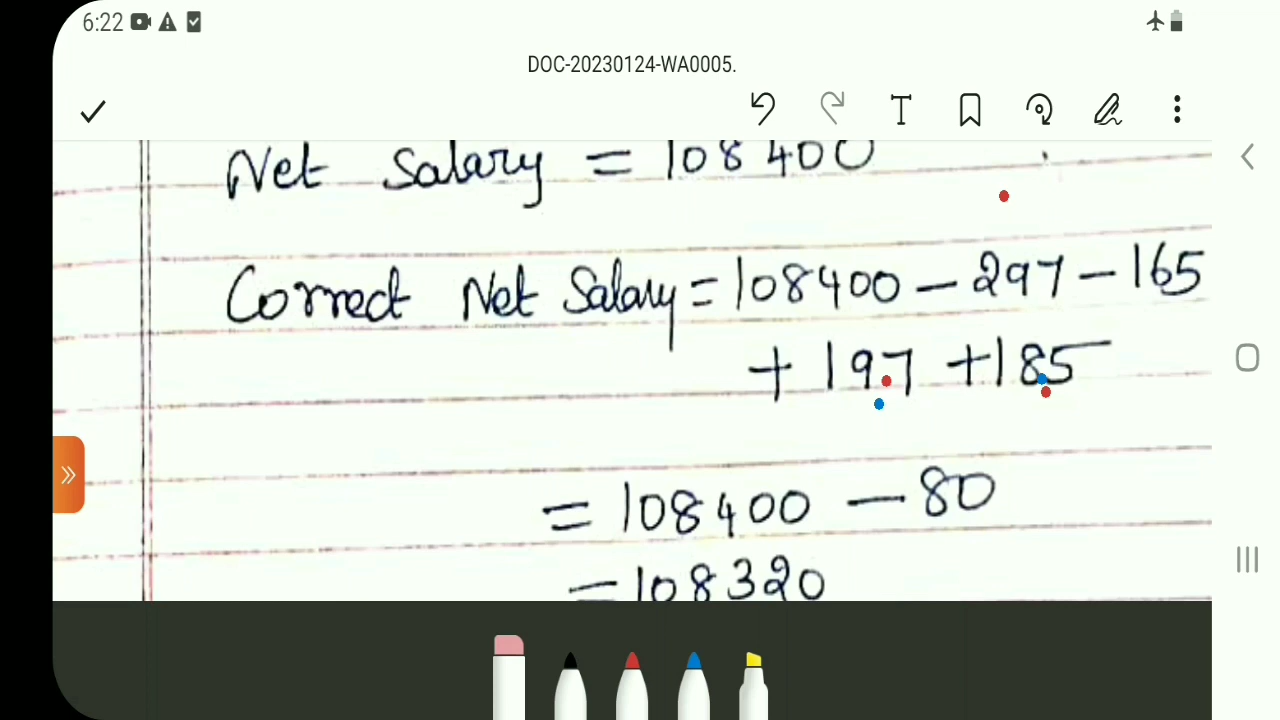 6:22
DOC-20230124-WA0005.
T
Net Salary = 108400
Correct Net Salary = 108400 - 297 - 165
+ 197 + 185
= 108400 - 80
= 108320